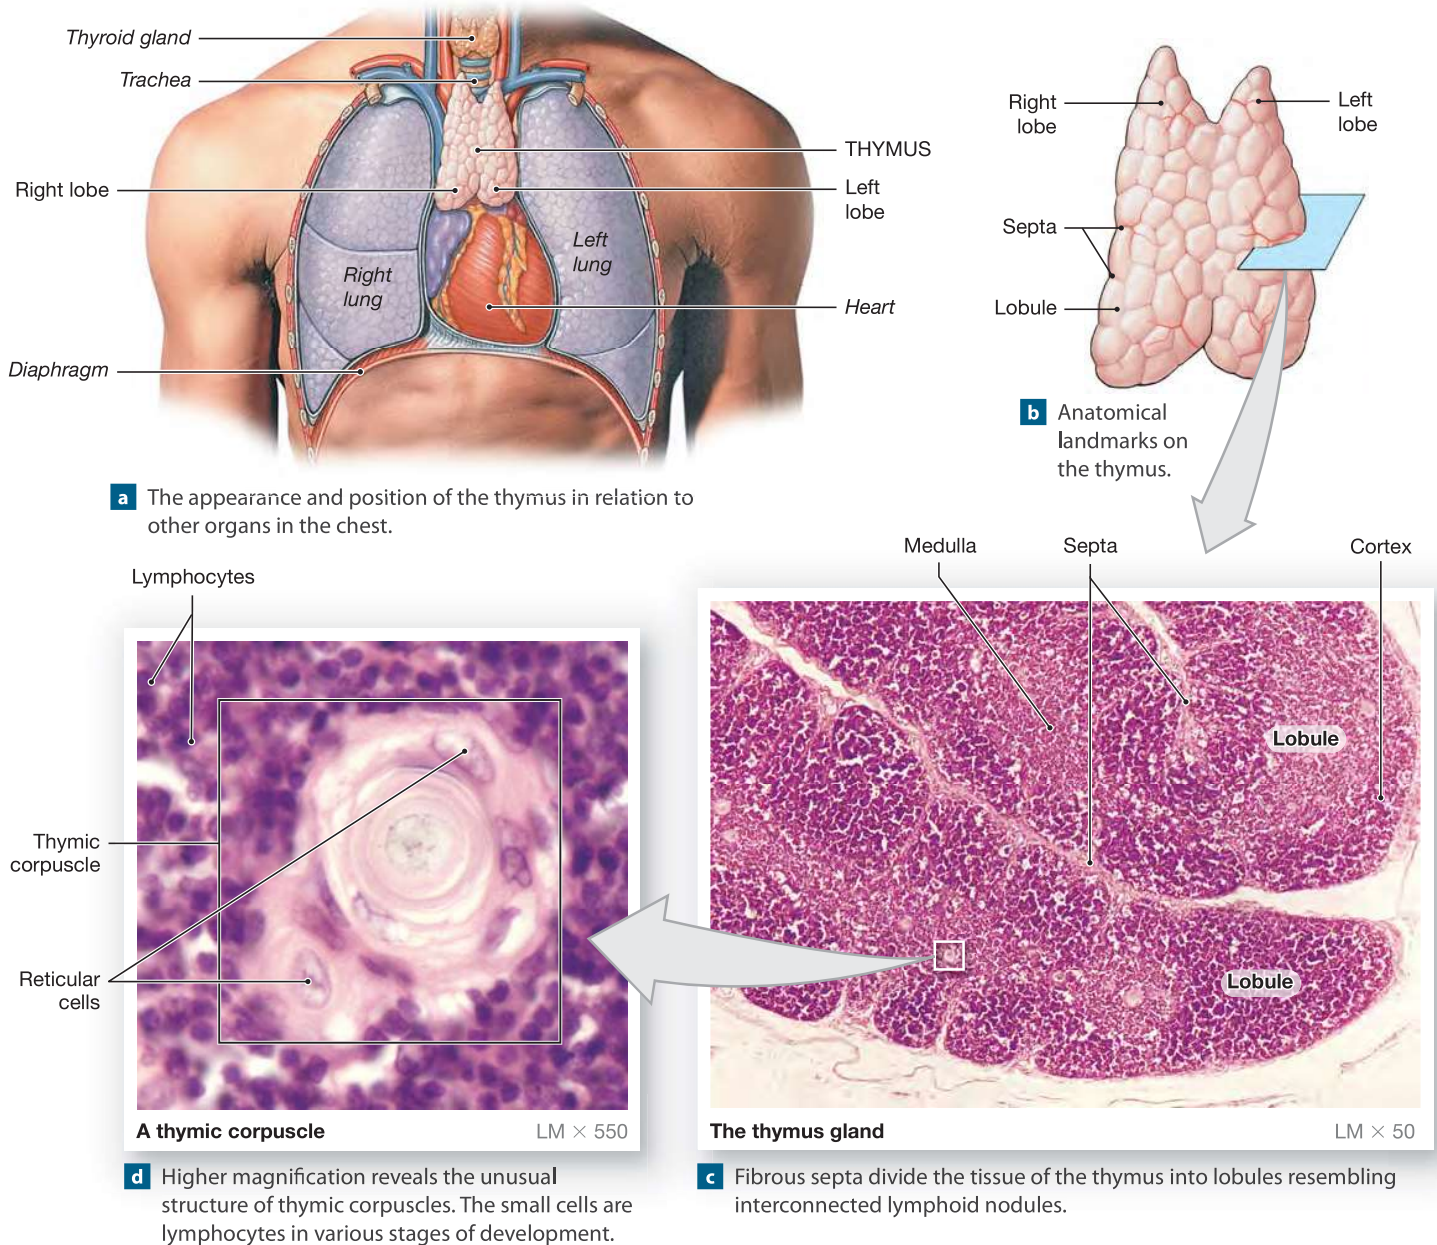 Thyroid gland
Trachea
Right lobe
Diaphragm
Right
lung
Left
lung
THYMUS
Left
lobe
Heart
a The appearance and position of the thymus in relation to
other organs in the chest.
Right
lobe
Left
lobe
Septa
Lobule
b Anatomical
landmarks on
the thymus.
Medulla
Septa
Cortex
Lobule
Lobule
The thymus gland
LM × 50
c Fibrous septa divide the tissue of the thymus into lobules resembling
interconnected lymphoid nodules.
Lymphocytes
Thymic
corpuscle
Reticular
cells
A thymic corpuscle
LM × 550
d Higher magnification reveals the unusual
structure of thymic corpuscles. The small cells are
lymphocytes in various stages of development.